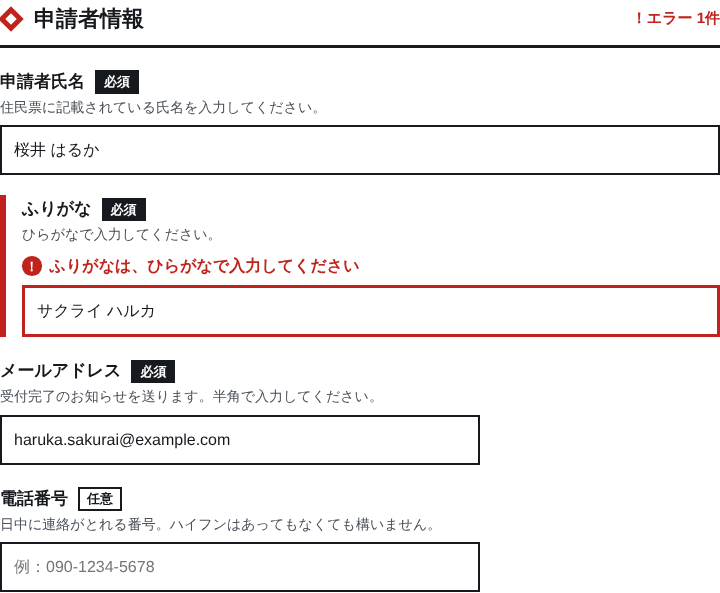 申請者情報
！エラー 1件
申請者氏名 必須
住民票に記載されている氏名を入力してください。
桜井 はるか
ふりがな 必須
ひらがなで入力してください。
! ふりがなは、ひらがなで入力してください
サクライ ハルカ
メールアドレス 必須
受付完了のお知らせを送ります。半角で入力してください。
haruka.sakurai@example.com
電話番号 任意
日中に連絡がとれる番号。ハイフンはあってもなくても構いません。
例：090-1234-5678